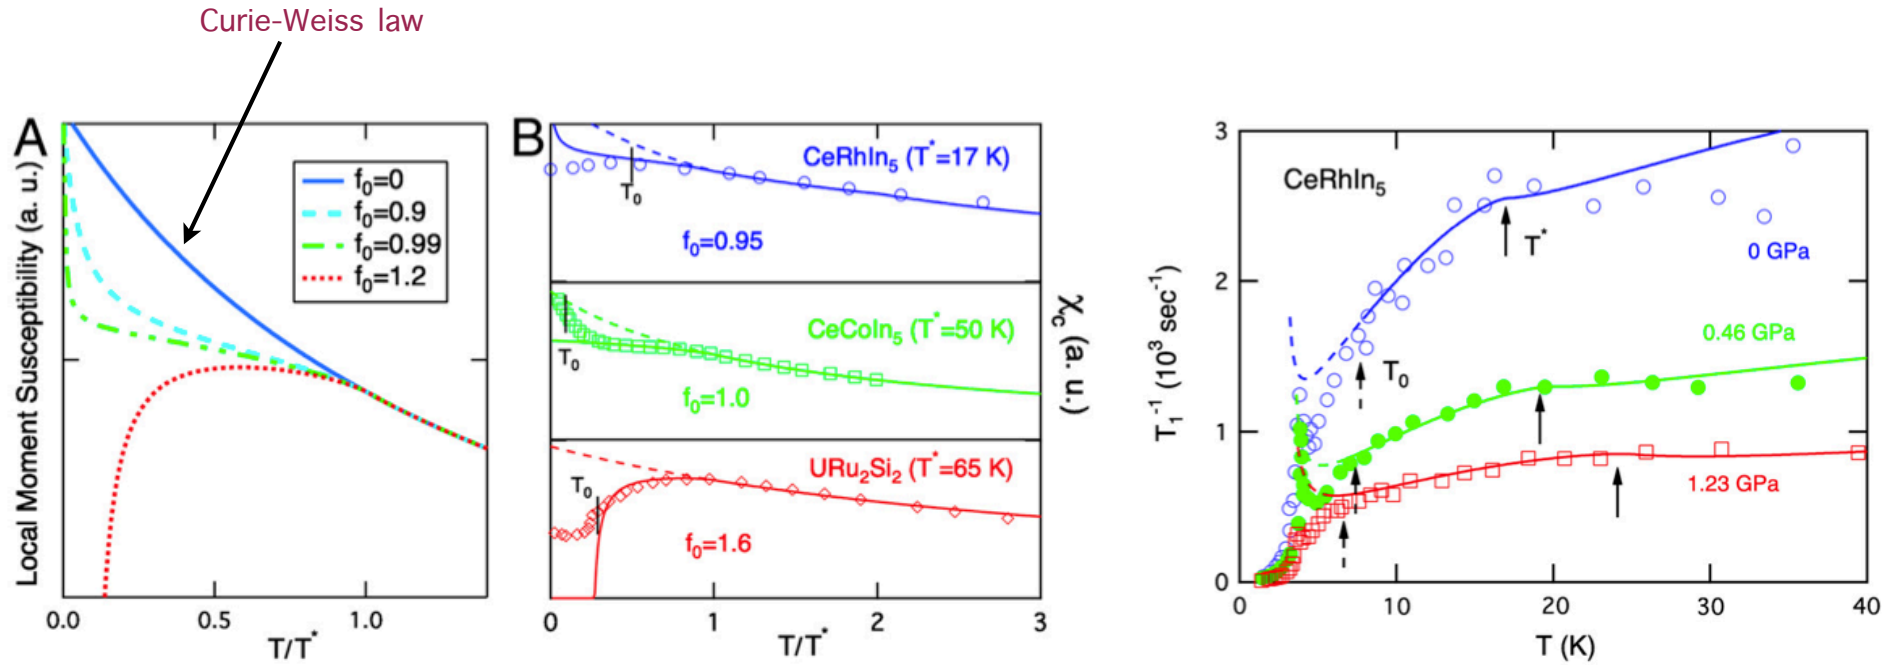 Curie-Weiss law
A
Local Moment Susceptibility (a. u.)
f₀=0
f₀=0.9
f₀=0.99
f₀=1.2
0.0
0.5
1.0
T/T*
B
CeRhIn₅ (T*=17 K)
T₀
f₀=0.95
CeCoIn₅ (T*=50 K)
T₀
f₀=1.0
URu₂Si₂ (T*=65 K)
T₀
f₀=1.6
χc (a. u.)
0
1
2
3
T/T*
CeRhIn₅
T₁⁻¹ (10³ sec⁻¹)
3
2
1
0
T*
0 GPa
T₀
0.46 GPa
1.23 GPa
0
10
20
30
40
T (K)